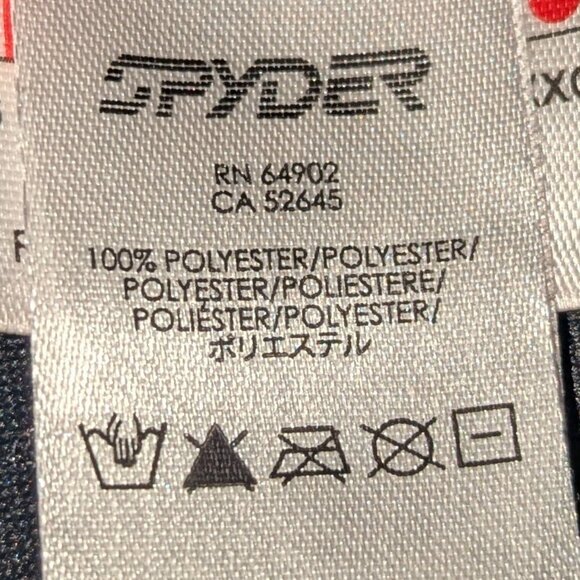 SPYDER
RN 64902
CA 52645
100% POLYESTER/POLYESTER/
POLYESTER/POLIESTERE/
POLIÉSTER/POLYESTER/
ポリエステル